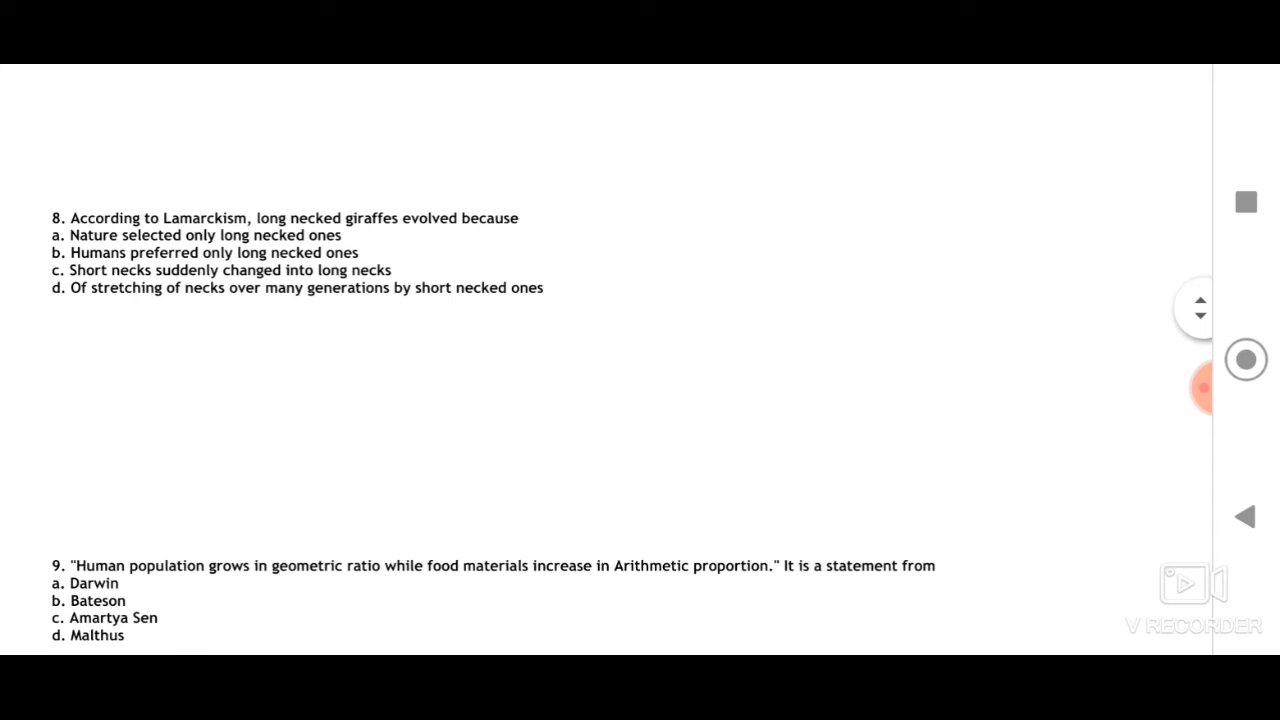 8. According to Lamarckism, long necked giraffes evolved because
a. Nature selected only long necked ones
b. Humans preferred only long necked ones
c. Short necks suddenly changed into long necks
d. Of stretching of necks over many generations by short necked ones
9. "Human population grows in geometric ratio while food materials increase in Arithmetic proportion." It is a statement from
a. Darwin
b. Bateson
c. Amartya Sen
d. Malthus
V RECORDER